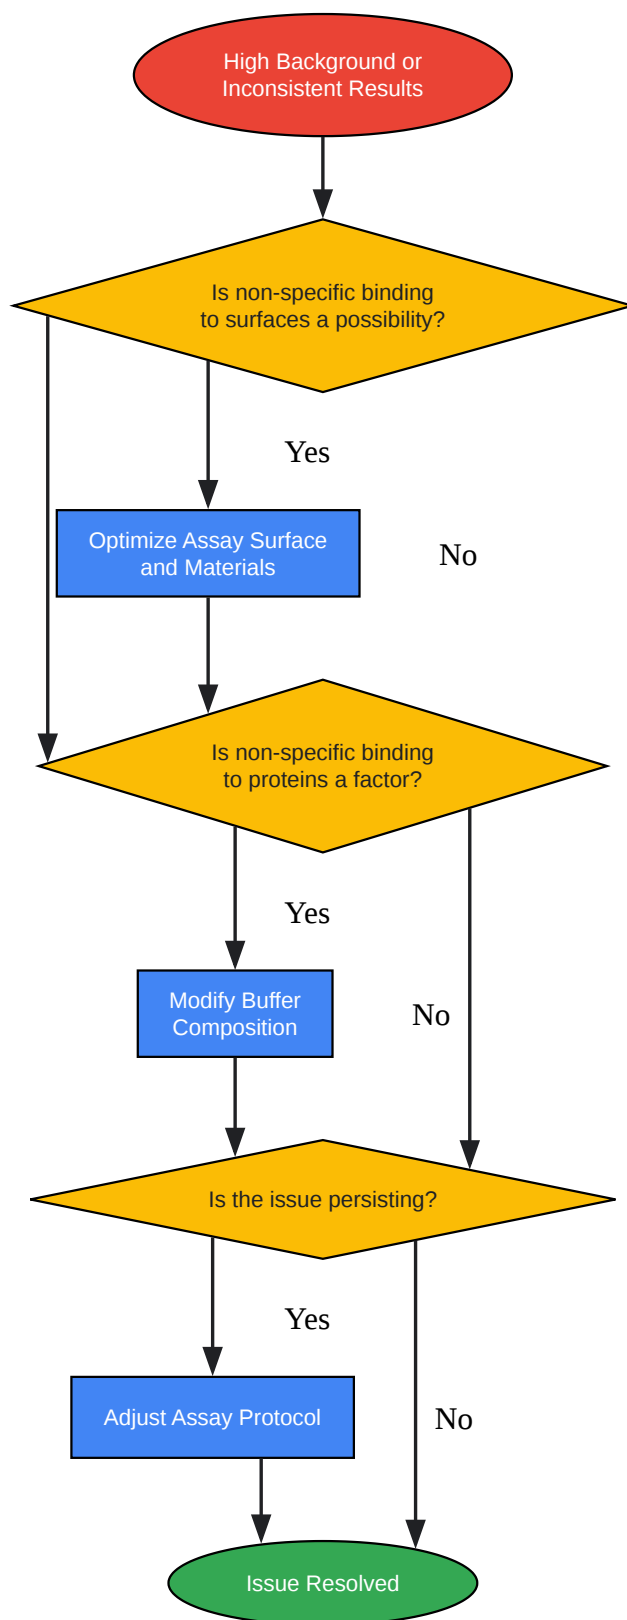 High Background or
Inconsistent Results
Is non-specific binding
to surfaces a possibility?
Yes
Optimize Assay Surface
and Materials
No
Is non-specific binding
to proteins a factor?
Yes
Modify Buffer
Composition
No
Is the issue persisting?
Yes
Adjust Assay Protocol
No
Issue Resolved